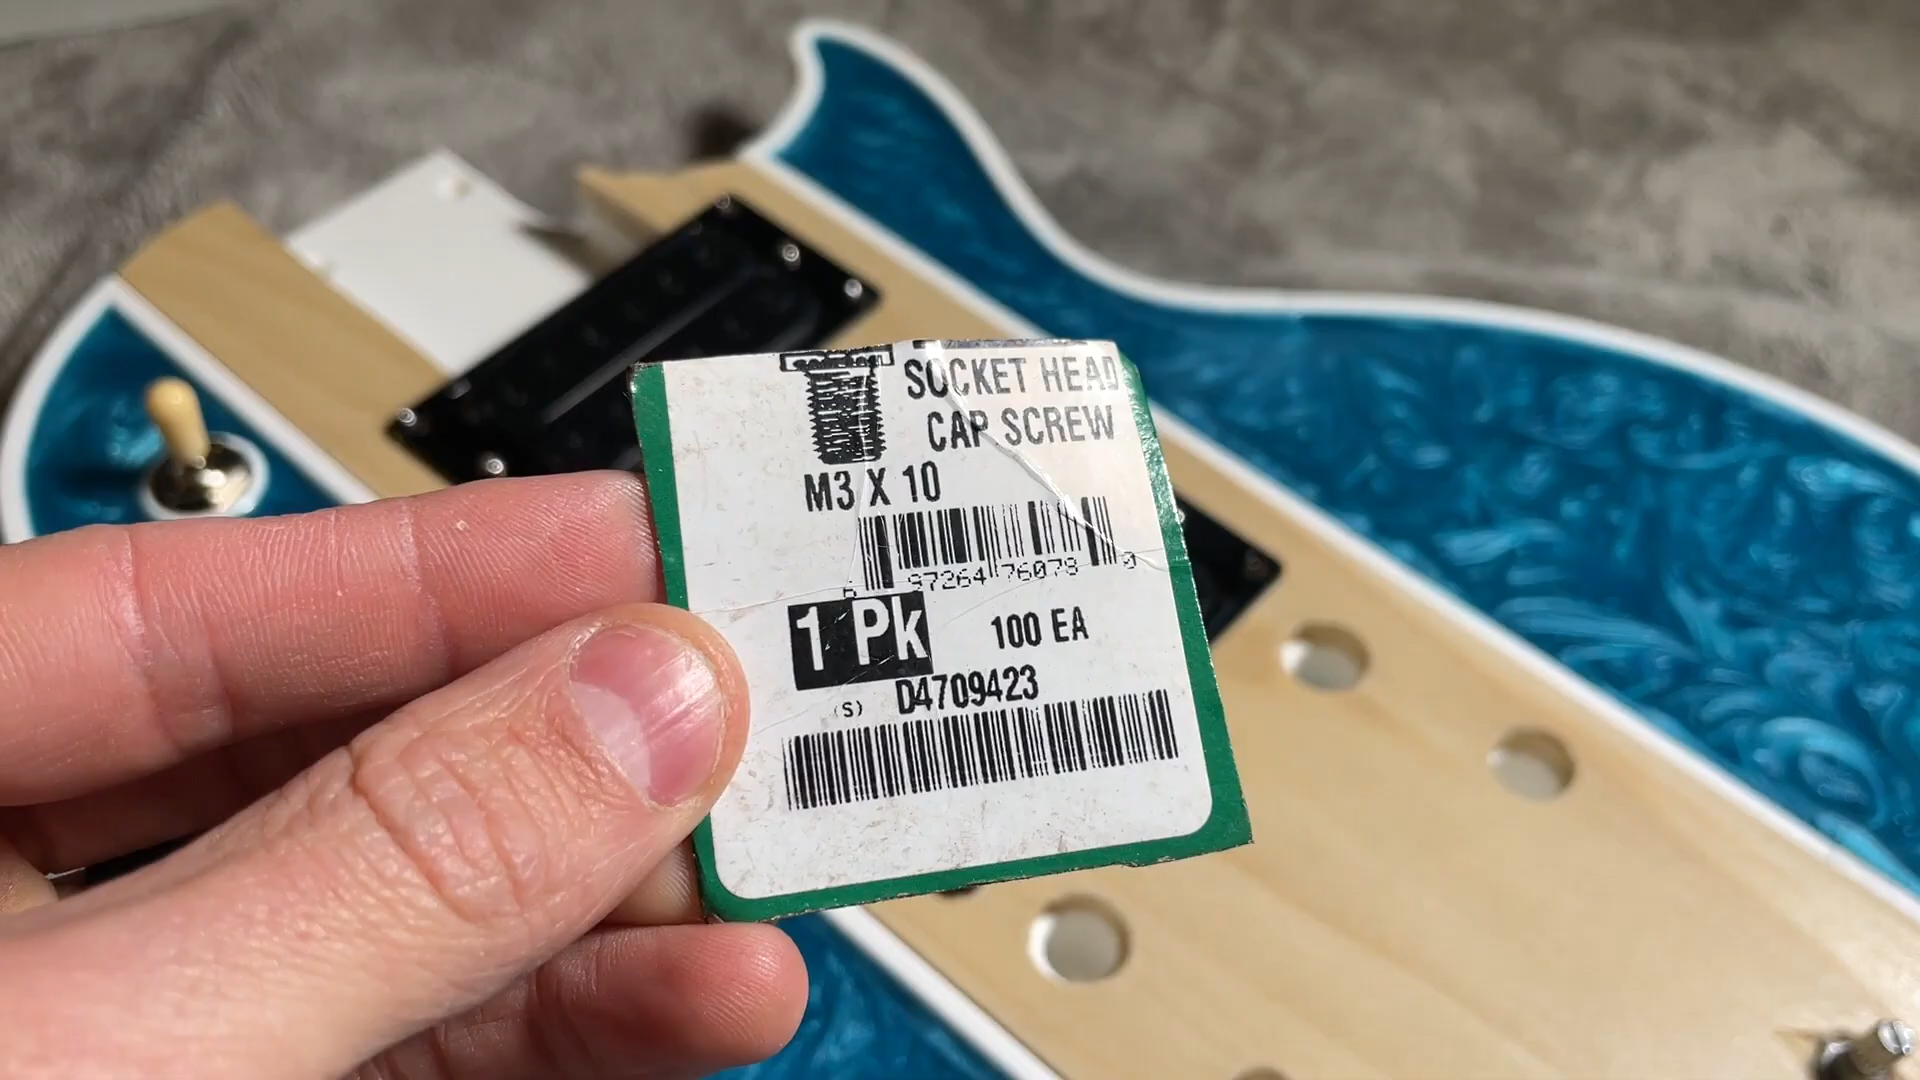 SOCKET HEAD
CAP SCREW
M3 X 10
6 97264 76078 0
1 Pk 100 EA
(S) D4709423